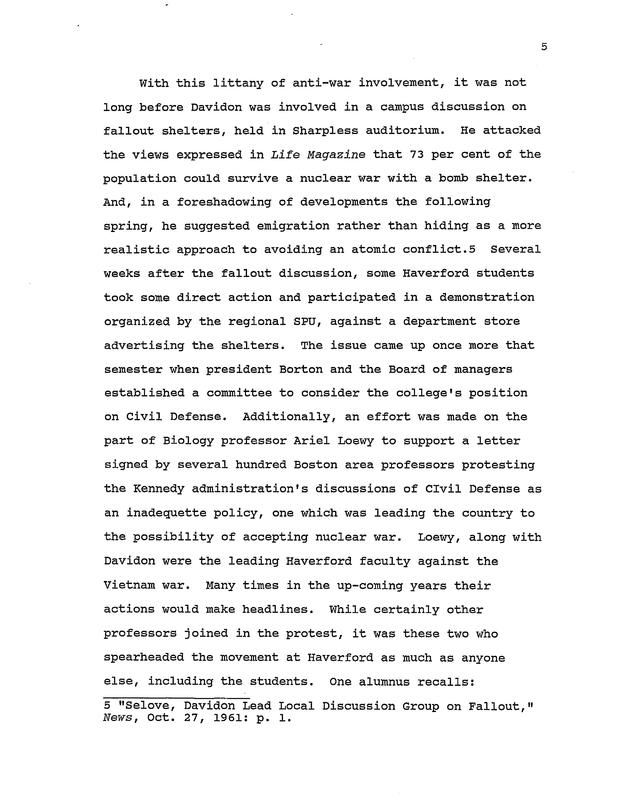 5
With this littany of anti-war involvement, it was not
long before Davidon was involved in a campus discussion on
fallout shelters, held in Sharpless auditorium.  He attacked
the views expressed in Life Magazine that 73 per cent of the
population could survive a nuclear war with a bomb shelter.
And, in a foreshadowing of developments the following
spring, he suggested emigration rather than hiding as a more
realistic approach to avoiding an atomic conflict.5  Several
weeks after the fallout discussion, some Haverford students
took some direct action and participated in a demonstration
organized by the regional SPU, against a department store
advertising the shelters.  The issue came up once more that
semester when president Borton and the Board of managers
established a committee to consider the college's position
on Civil Defense.  Additionally, an effort was made on the
part of Biology professor Ariel Loewy to support a letter
signed by several hundred Boston area professors protesting
the Kennedy administration's discussions of CIvil Defense as
an inadequette policy, one which was leading the country to
the possibility of accepting nuclear war.  Loewy, along with
Davidon were the leading Haverford faculty against the
Vietnam war.  Many times in the up-coming years their
actions would make headlines.  While certainly other
professors joined in the protest, it was these two who
spearheaded the movement at Haverford as much as anyone
else, including the students.  One alumnus recalls:
5 "Selove, Davidon Lead Local Discussion Group on Fallout,"
News, Oct. 27, 1961: p. 1.